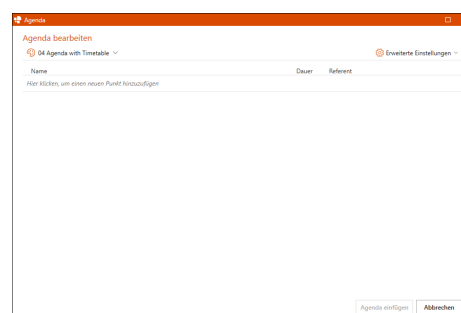 Agenda
Agenda bearbeiten
04 Agenda with Timetable
Erweiterte Einstellungen
Name Dauer Referent
Hier klicken, um einen neuen Punkt hinzuzufügen
Agenda einfügen Abbrechen